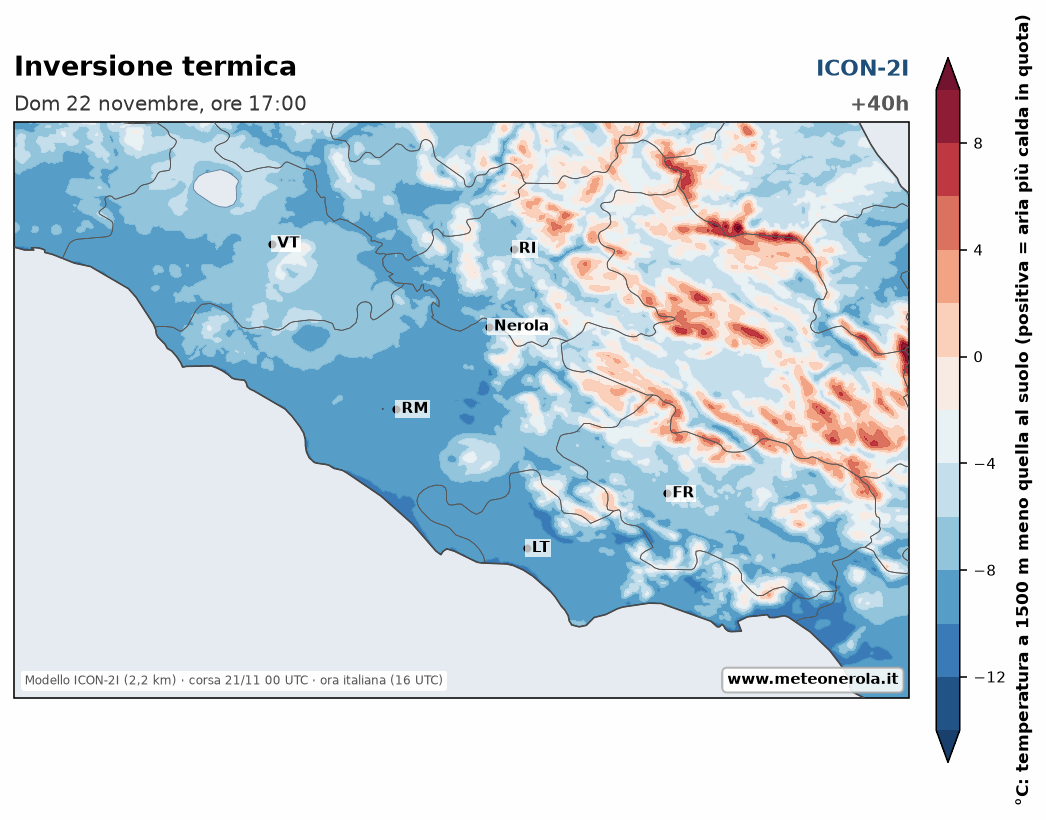 Inversione termica
ICON-2I
Dom 22 novembre, ore 17:00
+40h
VT
RI
Nerola
RM
FR
LT
Modello ICON-2I (2,2 km) · corsa 21/11 00 UTC · ora italiana (16 UTC)
www.meteonerola.it
8
4
0
−4
−8
−12
°C: temperatura a 1500 m meno quella al suolo (positiva = aria più calda in quota)